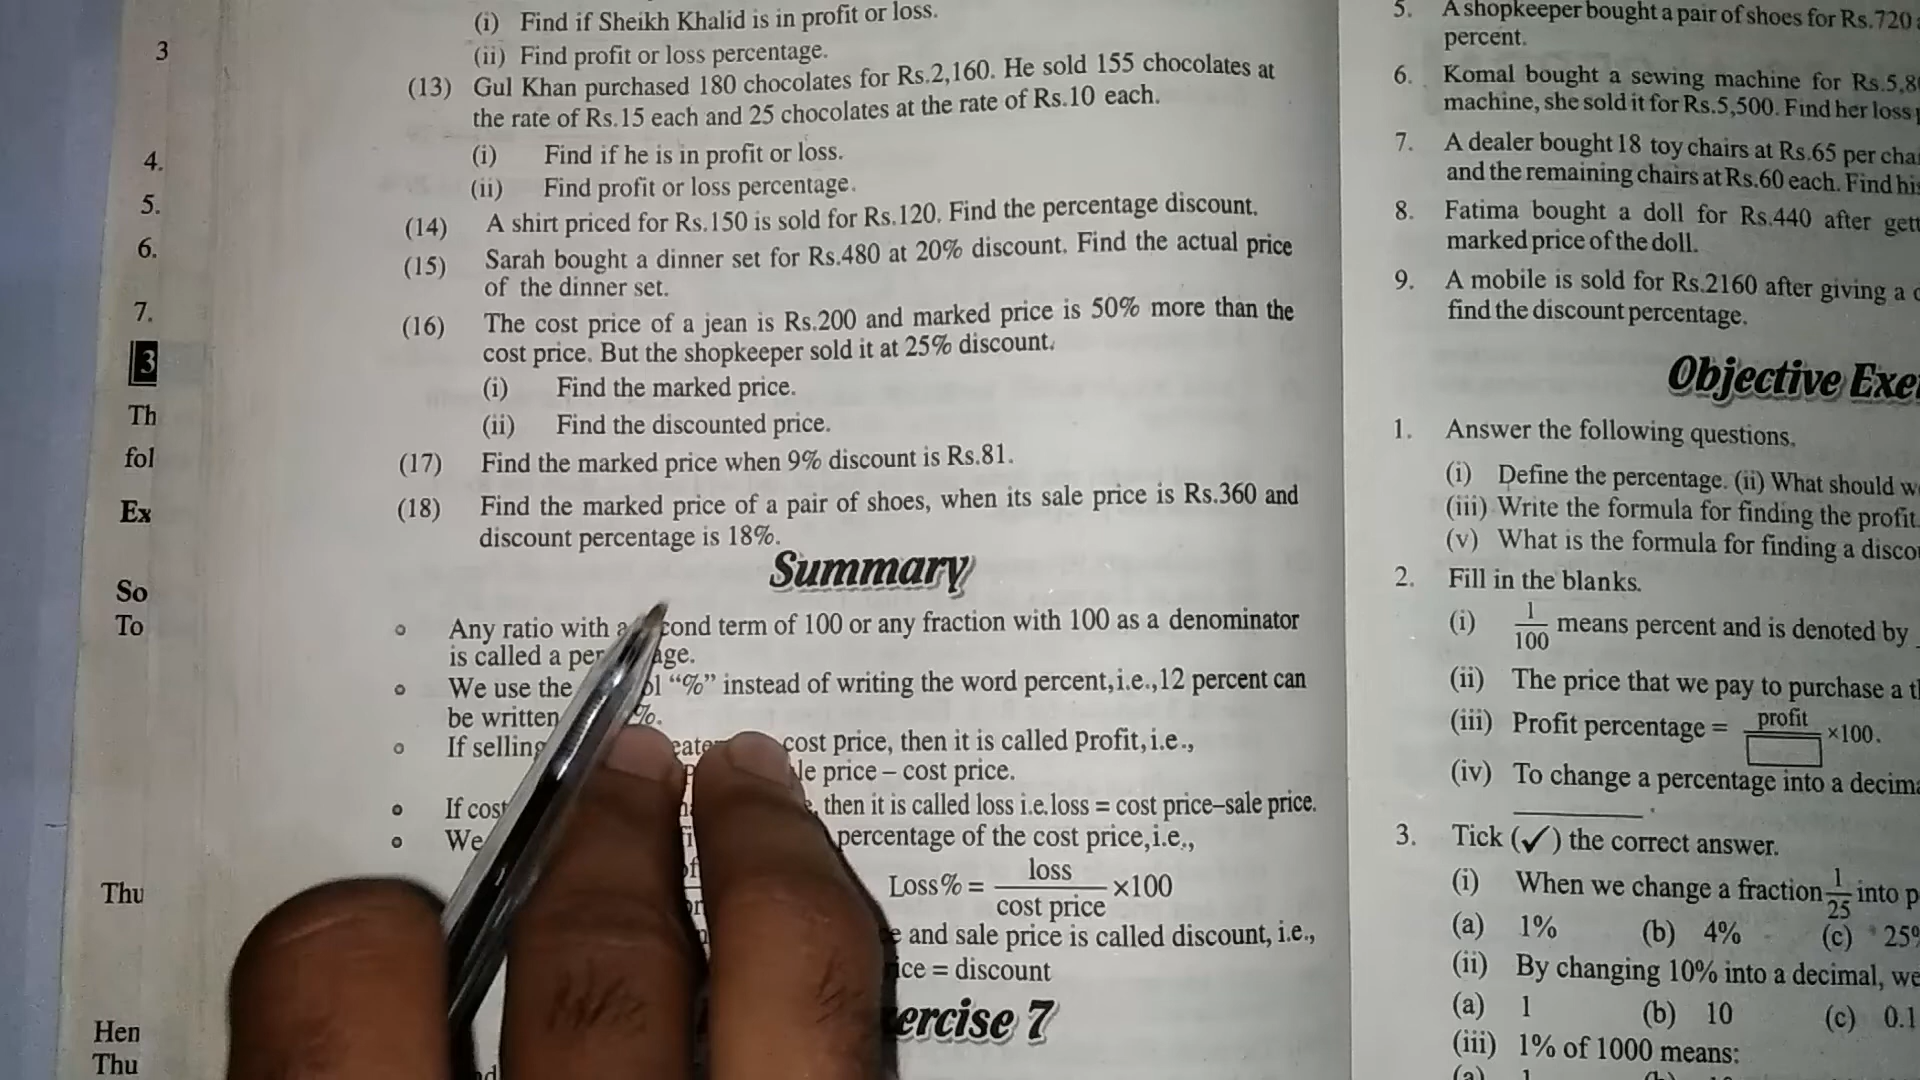 3
4.
5.
6.
7.
3
Th
fol
Ex
So
To
Thu
Hen
Thu
(i) Find if Sheikh Khalid is in profit or loss.
(ii) Find profit or loss percentage.
(13) Gul Khan purchased 180 chocolates for Rs.2,160. He sold 155 chocolates at
the rate of Rs.15 each and 25 chocolates at the rate of Rs.10 each.
(i) Find if he is in profit or loss.
(ii) Find profit or loss percentage.
(14) A shirt priced for Rs.150 is sold for Rs.120. Find the percentage discount.
(15) Sarah bought a dinner set for Rs.480 at 20% discount. Find the actual price
of the dinner set.
(16) The cost price of a jean is Rs.200 and marked price is 50% more than the
cost price. But the shopkeeper sold it at 25% discount.
(i) Find the marked price.
(ii) Find the discounted price.
(17) Find the marked price when 9% discount is Rs.81.
(18) Find the marked price of a pair of shoes, when its sale price is Rs.360 and
discount percentage is 18%.
Summary
Any ratio with a cond term of 100 or any fraction with 100 as a denominator
is called a per age.
We use the ol "%" instead of writing the word percent,i.e.,12 percent can
be written %.
If selling eate cost price, then it is called Profit,i.e.,
le price – cost price.
If cost , then it is called loss i.e.loss = cost price–sale price.
We percentage of the cost price,i.e.,
Loss% = loss / cost price ×100
e and sale price is called discount, i.e.,
ice = discount
ercise 7
5. A shopkeeper bought a pair of shoes for Rs.720
percent.
6. Komal bought a sewing machine for Rs.5,8
machine, she sold it for Rs.5,500. Find her loss
7. A dealer bought 18 toy chairs at Rs.65 per chai
and the remaining chairs at Rs.60 each. Find his
8. Fatima bought a doll for Rs.440 after gett
marked price of the doll.
9. A mobile is sold for Rs.2160 after giving a
find the discount percentage.
Objective Exe
1. Answer the following questions.
(i) Define the percentage. (ii) What should w
(iii) Write the formula for finding the profit
(v) What is the formula for finding a disco
2. Fill in the blanks.
(i) 1/100 means percent and is denoted by
(ii) The price that we pay to purchase a t
(iii) Profit percentage = profit / ×100.
(iv) To change a percentage into a decima
3. Tick (✓) the correct answer.
(i) When we change a fraction 1/25 into p
(a) 1% (b) 4% (c) 25%
(ii) By changing 10% into a decimal, we
(a) 1 (b) 10 (c) 0.1
(iii) 1% of 1000 means:
(a) 1